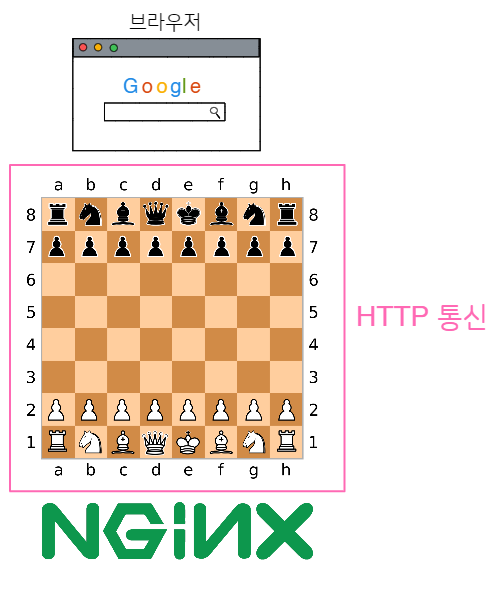 브라우저
Google
a b c d e f g h
8 8
7 7
6 6
5 5
4 4
3 3
2 2
1 1
a b c d e f g h
HTTP 통신
NGiNX